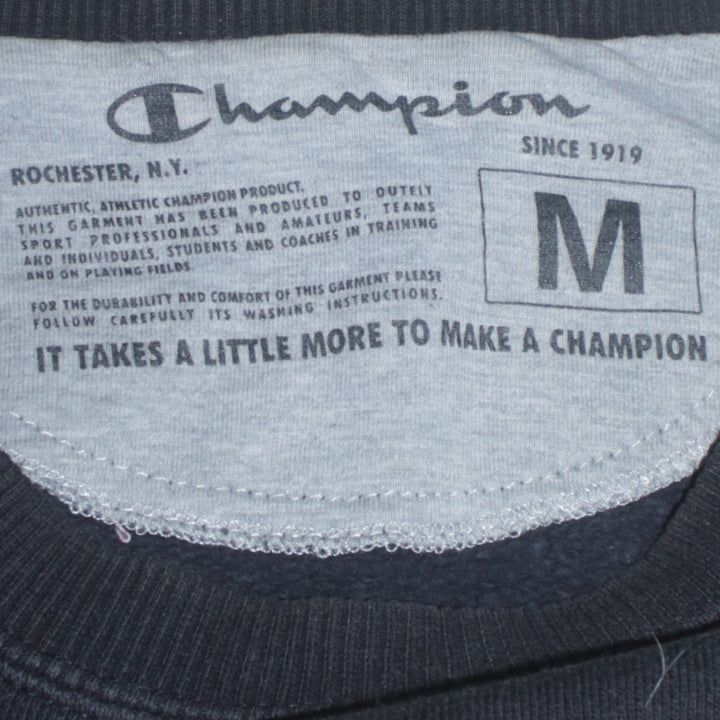 Champion
SINCE 1919
ROCHESTER, N.Y.
M
AUTHENTIC, ATHLETIC CHAMPION PRODUCT.
THIS GARMENT HAS BEEN PRODUCED TO OUTELY
SPORT PROFESSIONALS AND AMATEURS, TEAMS
AND INDIVIDUALS, STUDENTS AND COACHES IN TRAINING
AND ON PLAYING FIELDS
FOR THE DURABILITY AND COMFORT OF THIS GARMENT PLEASE
FOLLOW CAREFULLY ITS WASHING INSTRUCTIONS.
IT TAKES A LITTLE MORE TO MAKE A CHAMPION